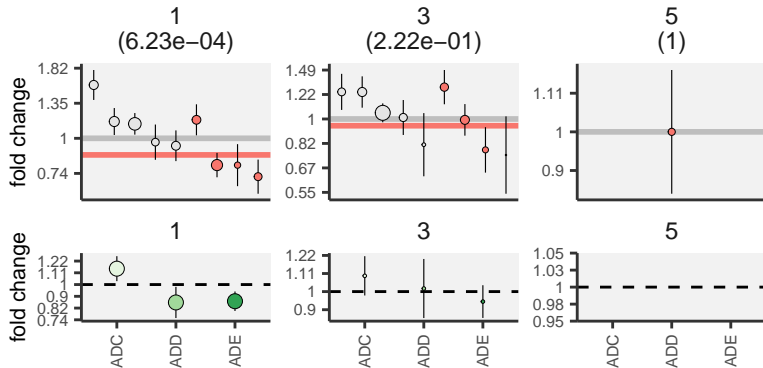 1
(6.23e−04)
3
(2.22e−01)
5
(1)
fold change
1.82
1.35
1
0.74
1.49
1.22
1
0.82
0.67
0.55
1.11
1
0.9
1
3
5
fold change
1.22
1.11
1
0.9
0.82
0.74
1.22
1.11
1
0.9
1.05
1.03
1
0.98
0.95
ADC
ADD
ADE
ADC
ADD
ADE
ADC
ADD
ADE